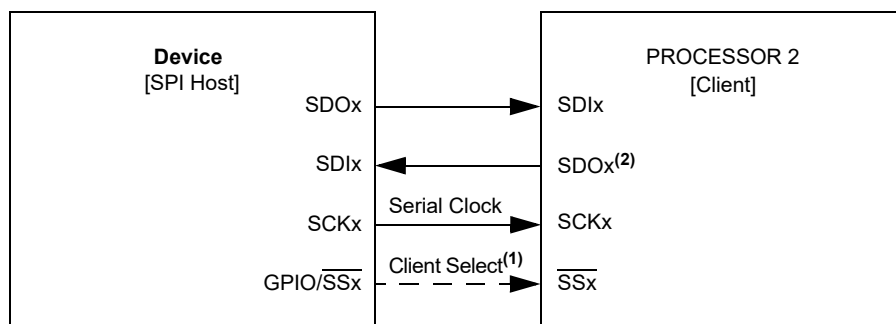 Device
[SPI Host]
PROCESSOR 2
[Client]
SDOx
SDIx
SDIx
SDOx(2)
Serial Clock
SCKx
SCKx
Client Select(1)
GPIO/SSx
SSx